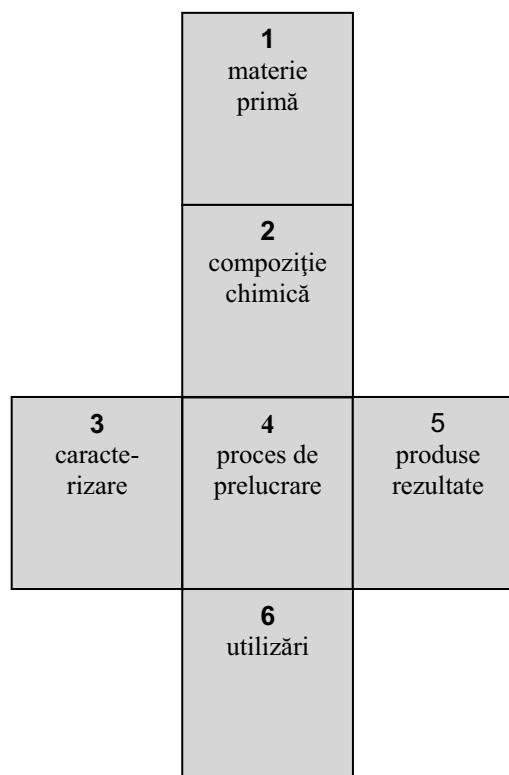 1
materie
primă
2
compoziţie
chimică
3
caracte-
rizare
4
proces de
prelucrare
5
produse
rezultate
6
utilizări